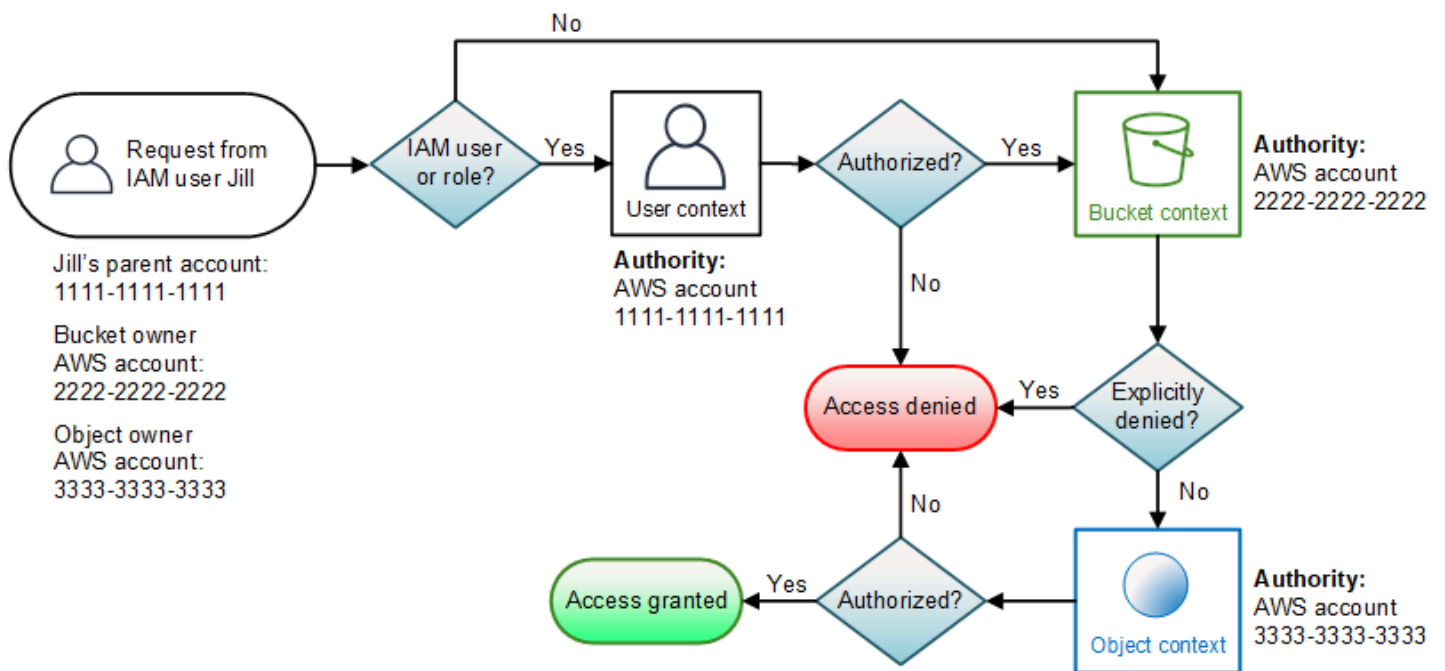 No
Request from
IAM user Jill
IAM user
or role?
Yes
User context
Authorized?
Yes
Bucket context
Authority:
AWS account
2222-2222-2222
Jill's parent account:
1111-1111-1111
Bucket owner
AWS account:
2222-2222-2222
Object owner
AWS account:
3333-3333-3333
Authority:
AWS account
1111-1111-1111
No
Access denied
Yes
Explicitly
denied?
No
No
Access granted
Yes
Authorized?
Object context
Authority:
AWS account
3333-3333-3333